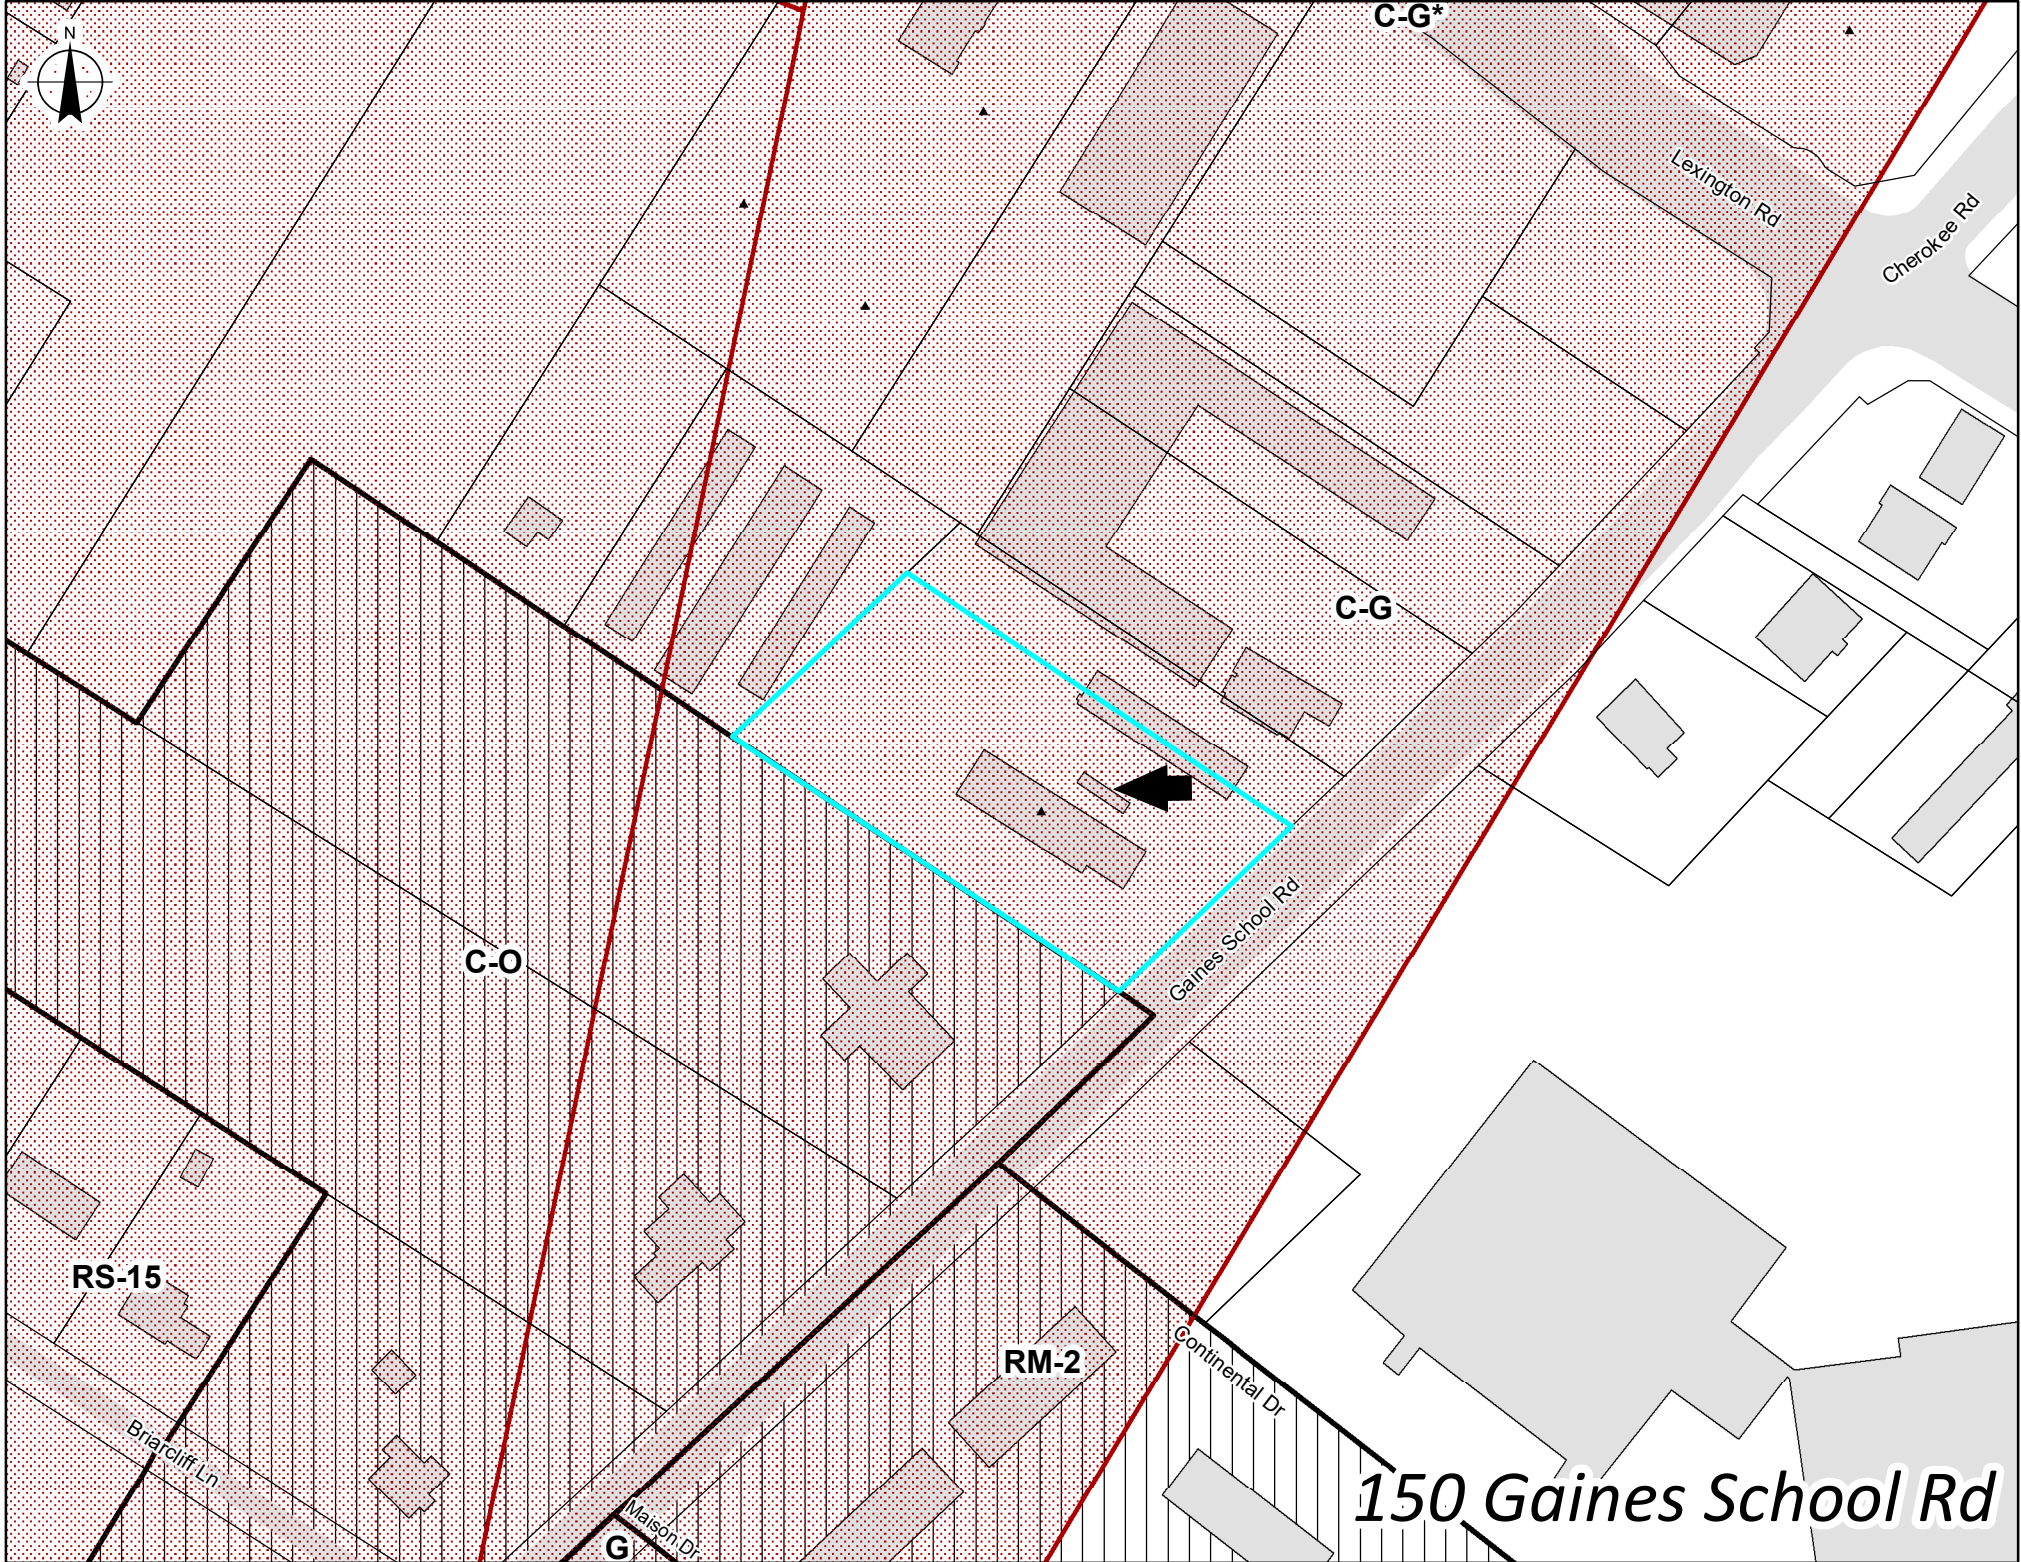 C-G*
N
Lexington Rd
Cherokee Rd
C-G
Gaines School Rd
C-O
RS-15
RM-2
Continental Dr
Briarcliff Ln
150 Gaines School Rd
Maison Dr
G